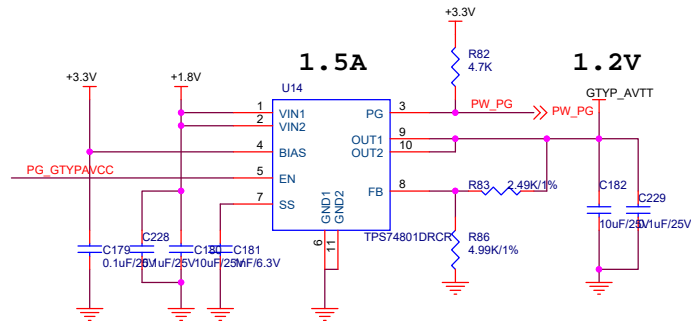 +3.3V
1.5A
1.2V
R82
4.7K
+3.3V
+1.8V
U14
GTYP_AVTT
1
VIN1
PG
3
PW_PG
PW_PG
2
VIN2
OUT1
9
4
BIAS
OUT2
10
PG_GTYPAVCC
5
EN
7
SS
FB
8
R83
2.49K/1%
C182
C229
GND1
GND2
10uF/25V
0.1uF/25V
TPS74801DRCR
R86
4.99K/1%
6
11
C179
0.1uF/25V
C228
0.1uF/25V
C180
10uF/25V
C181
1nF/6.3V